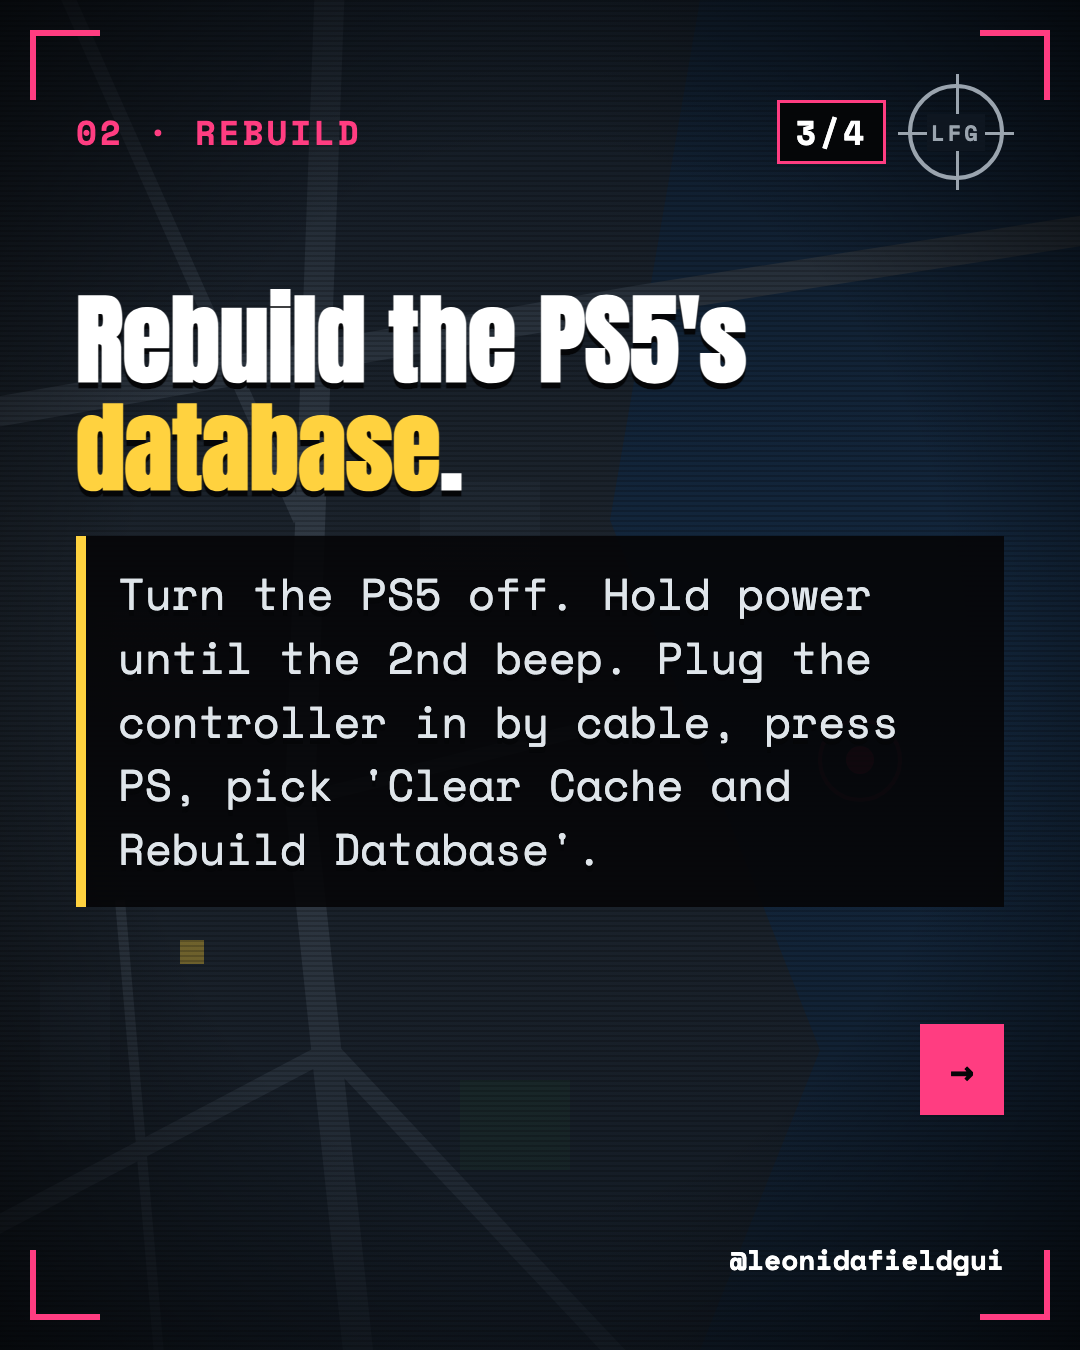 02 · REBUILD
3/4
LFG
Rebuild the PS5's
database.
Turn the PS5 off. Hold power
until the 2nd beep. Plug the
controller in by cable, press
PS, pick 'Clear Cache and
Rebuild Database'.
→
@leonidafieldgui